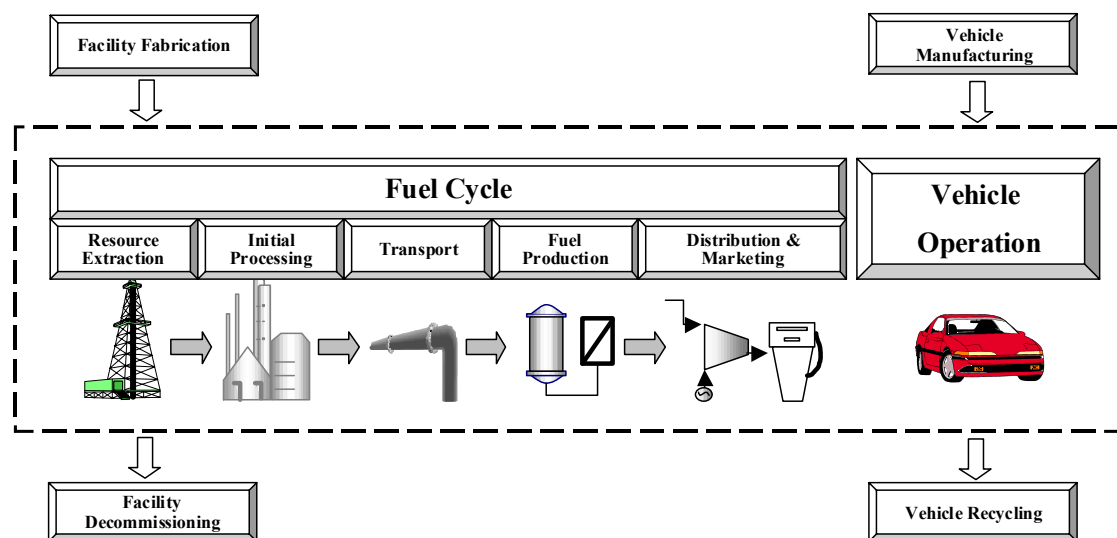 Facility Fabrication
Vehicle
Manufacturing
Fuel Cycle
Vehicle
Operation
Resource
Extraction
Initial
Processing
Transport
Fuel
Production
Distribution &
Marketing
Facility
Decommissioning
Vehicle Recycling